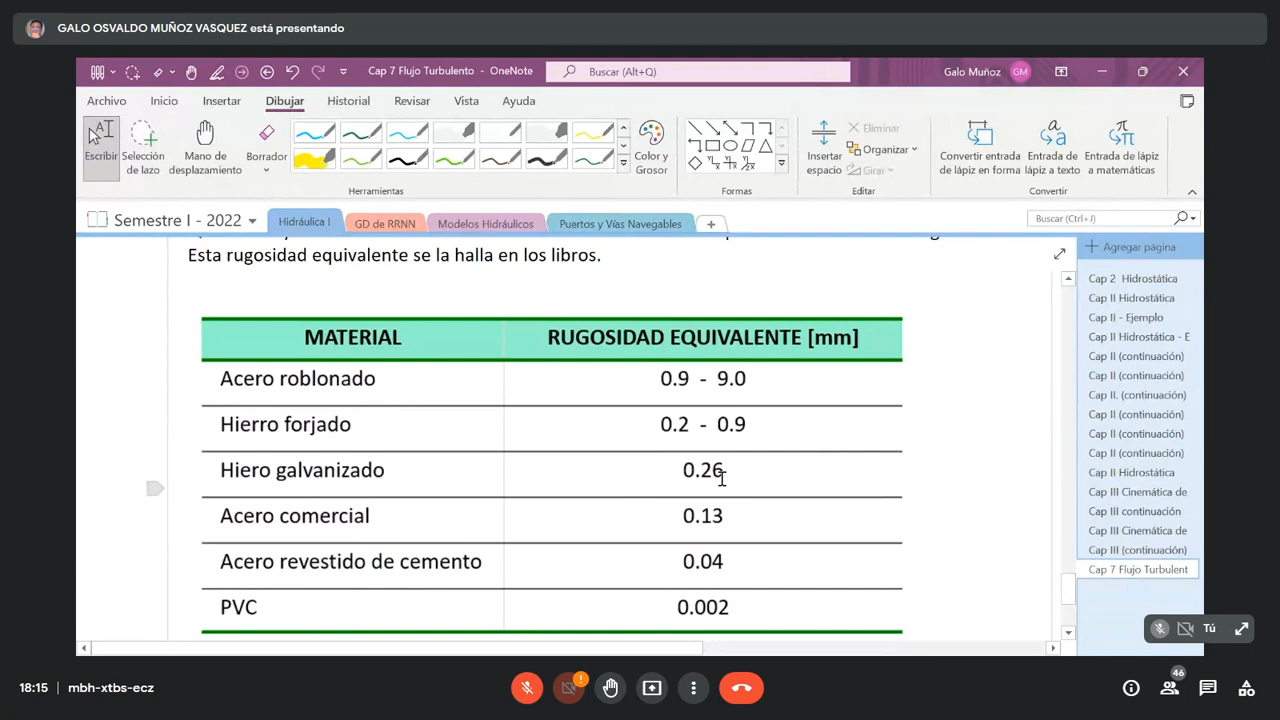 GALO OSVALDO MUÑOZ VASQUEZ está presentando
Cap 7 Flujo Turbulento - OneNote
Buscar (Alt+Q)
Galo Muñoz
GM
Archivo Inicio Insertar Dibujar Historial Revisar Vista Ayuda
Escribir
Selección de lazo
Mano de desplazamiento
Borrador
Color y Grosor
Insertar espacio
Eliminar
Organizar
Girar
Convertir entrada de lápiz en forma
Entrada de lápiz a texto
Entrada de lápiz a matemáticas
Herramientas
Formas
Editar
Convertir
Semestre I - 2022
Hidráulica I
GD de RRNN
Modelos Hidráulicos
Puertos y Vías Navegables
Buscar (Ctrl+J)
Esta rugosidad equivalente se la halla en los libros.
MATERIAL RUGOSIDAD EQUIVALENTE [mm]
Acero roblonado 0.9 - 9.0
Hierro forjado 0.2 - 0.9
Hiero galvanizado 0.26
Acero comercial 0.13
Acero revestido de cemento 0.04
PVC 0.002
Agregar página
Cap 2 Hidrostática
Cap II Hidrostática
Cap II - Ejemplo
Cap II Hidrostática - E
Cap II (continuación)
Cap II (continuación)
Cap II. (continuación)
Cap II (continuación)
Cap II (continuación)
Cap II (continuación)
Cap II Hidrostática
Cap III Cinemática de
Cap III continuación
Cap III Cinemática de
Cap III (continuación)
Cap 7 Flujo Turbulent
Tú
18:15 mbh-xtbs-ecz
46